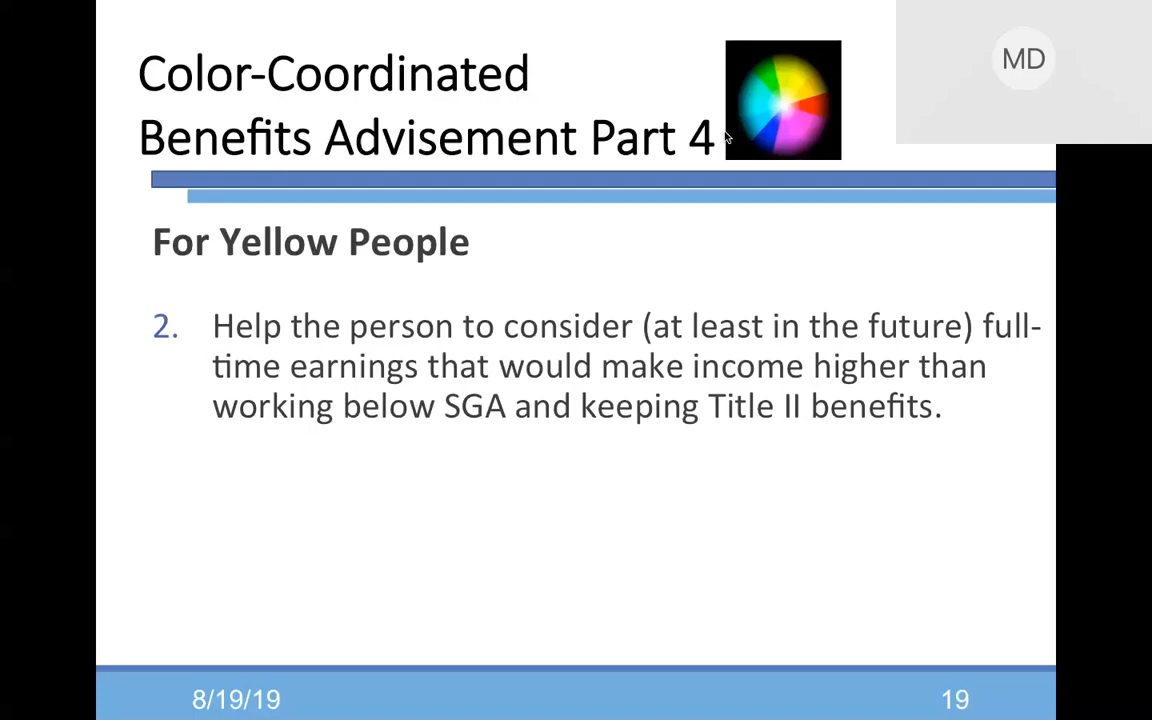 Color-Coordinated
Benefits Advisement Part 4
MD
For Yellow People
2. Help the person to consider (at least in the future) full-
time earnings that would make income higher than
working below SGA and keeping Title II benefits.
8/19/19
19